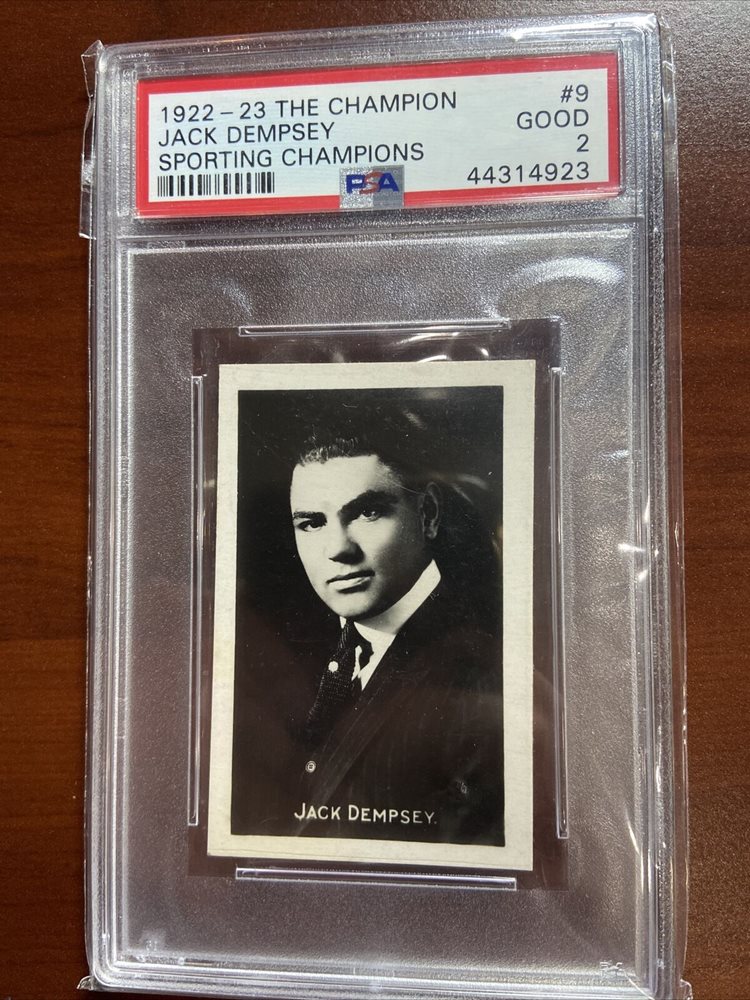 1922–23 THE CHAMPION #9
JACK DEMPSEY GOOD
SPORTING CHAMPIONS 2
PSA 44314923
JACK DEMPSEY.